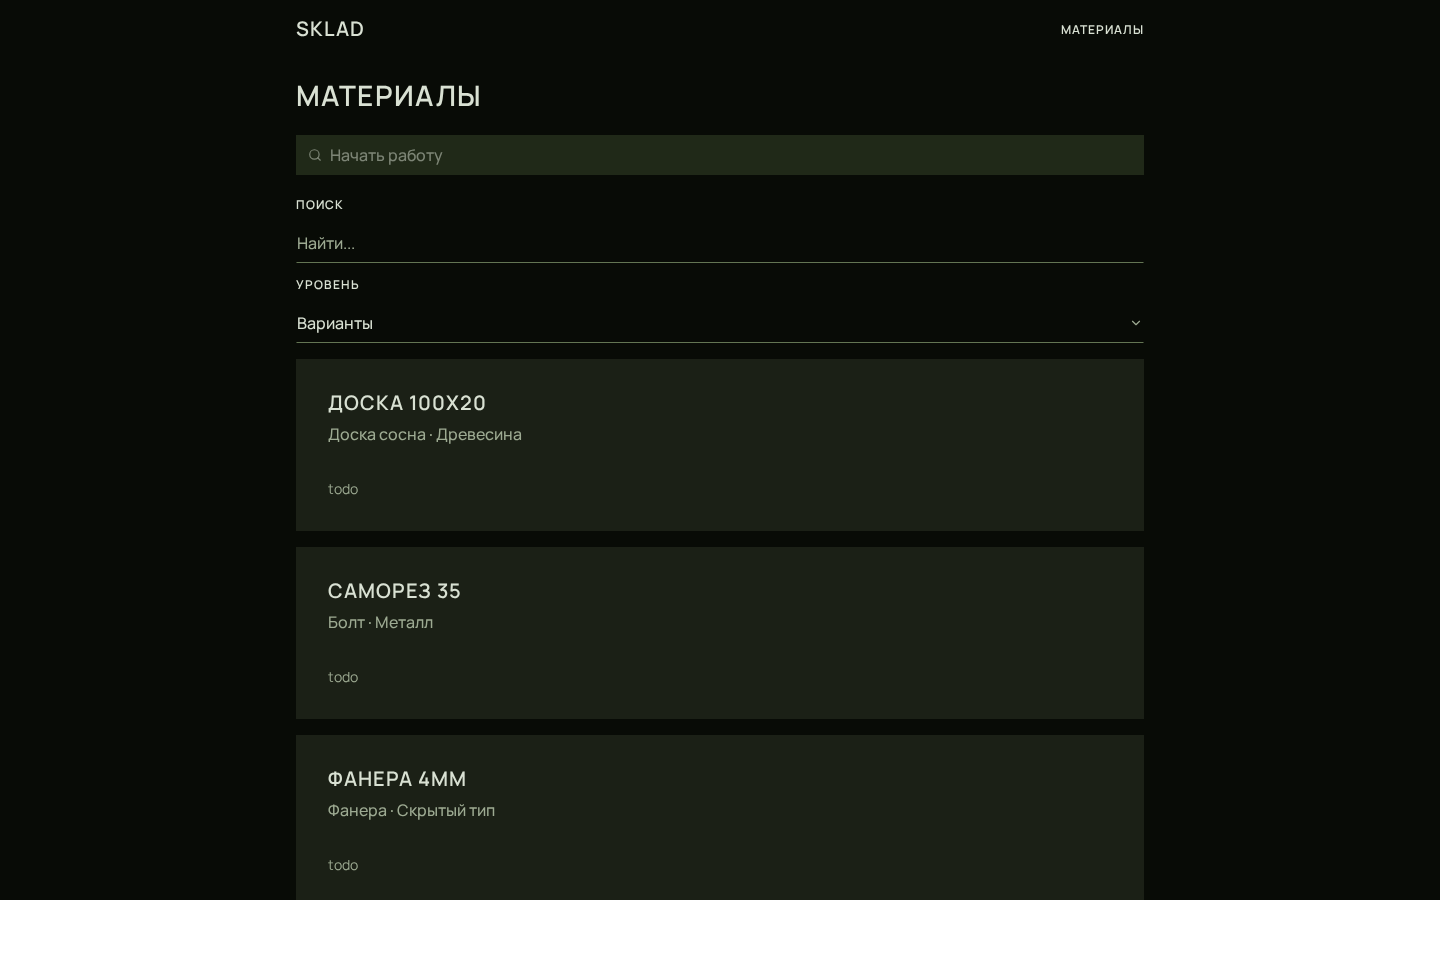 SKLAD
МАТЕРИАЛЫ
МАТЕРИАЛЫ
Начать работу
ПОИСК
Найти...
УРОВЕНЬ
Варианты
ДОСКА 100Х20
Доска сосна · Древесина
todo
САМОРЕЗ 35
Болт · Металл
todo
ФАНЕРА 4ММ
Фанера · Скрытый тип
todo